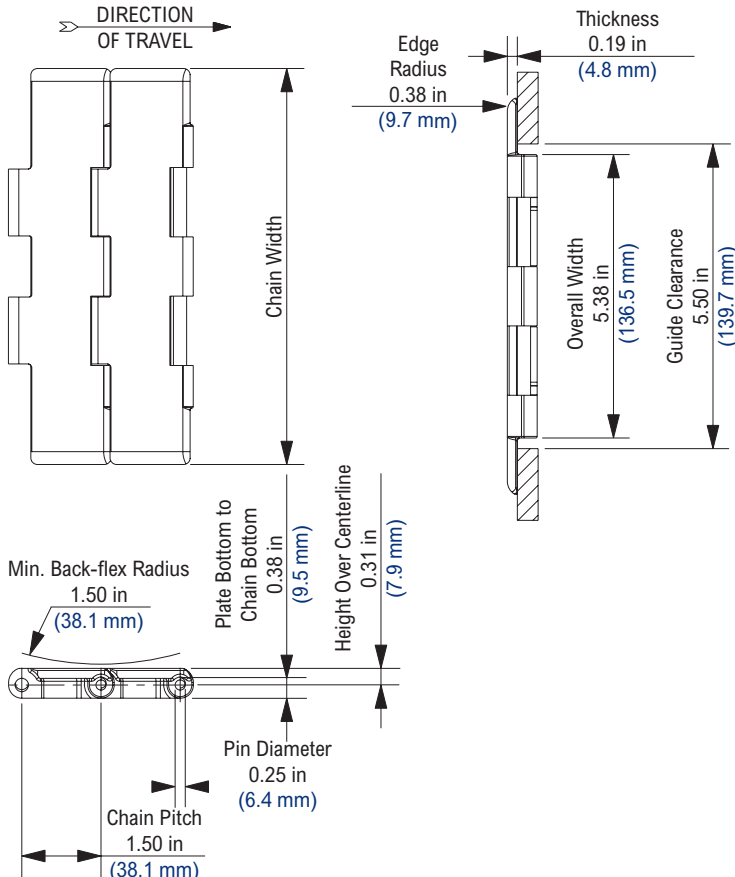 DIRECTION
OF TRAVEL
Thickness
0.19 in
(4.8 mm)
Edge
Radius
0.38 in
(9.7 mm)
Chain Width
Overall Width
5.38 in
(136.5 mm)
Guide Clearance
5.50 in
(139.7 mm)
Plate Bottom to
Chain Bottom
0.38 in
(9.5 mm)
Height Over Centerline
0.31 in
(7.9 mm)
Min. Back-flex Radius
1.50 in
(38.1 mm)
Pin Diameter
0.25 in
(6.4 mm)
Chain Pitch
1.50 in
(38.1 mm)